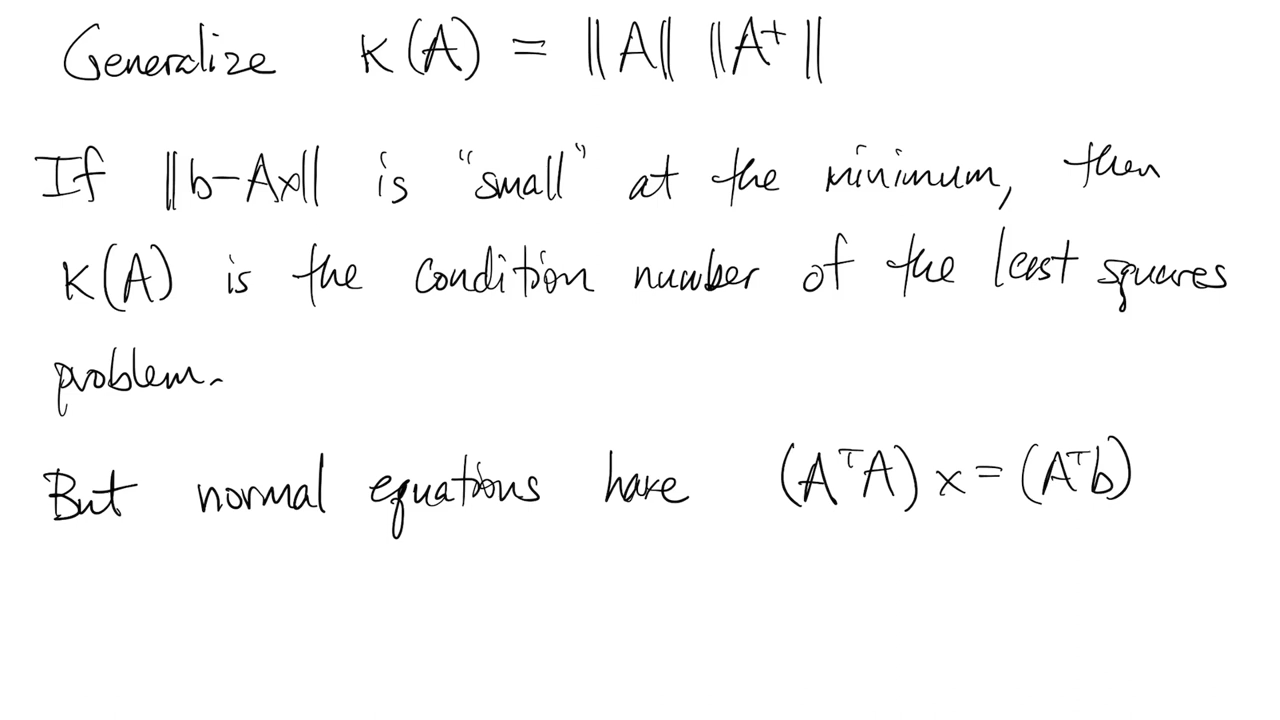 Generalize κ(A) = ‖A‖ ‖A⁺‖
If ‖b-Ax‖ is “small” at the minimum, then
κ(A) is the condition number of the least squares
problem.
But normal equations have (AᵀA) x = (Aᵀb)